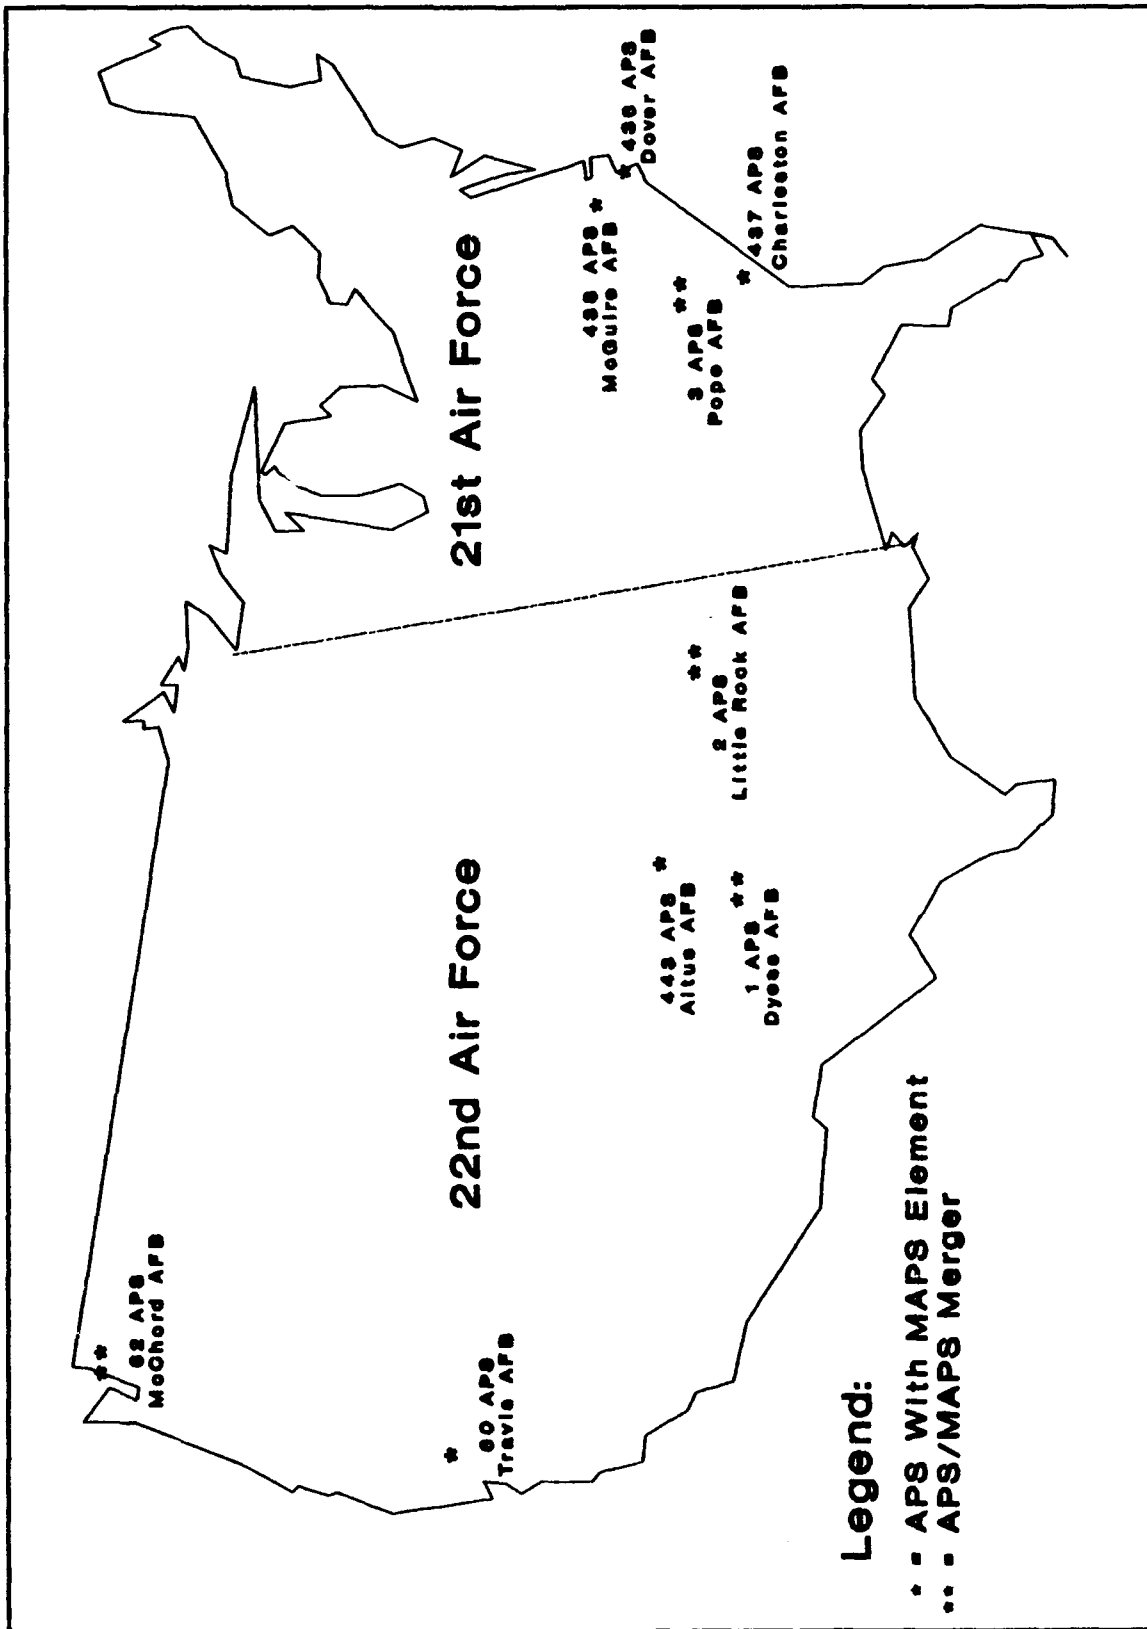 62 APS
McChord AFB
**
22nd Air Force
21st Air Force
*
60 APS
Travis AFB
438 APS *
McGuire AFB
* 436 APS
Dover AFB
443 APS *
Altus AFB
**
2 APS
Little Rock AFB
3 APS **
Pope AFB
* 437 APS
Charleston AFB
1 APS **
Dyess AFB
Legend:
* = APS With MAPS Element
** = APS/MAPS Merger